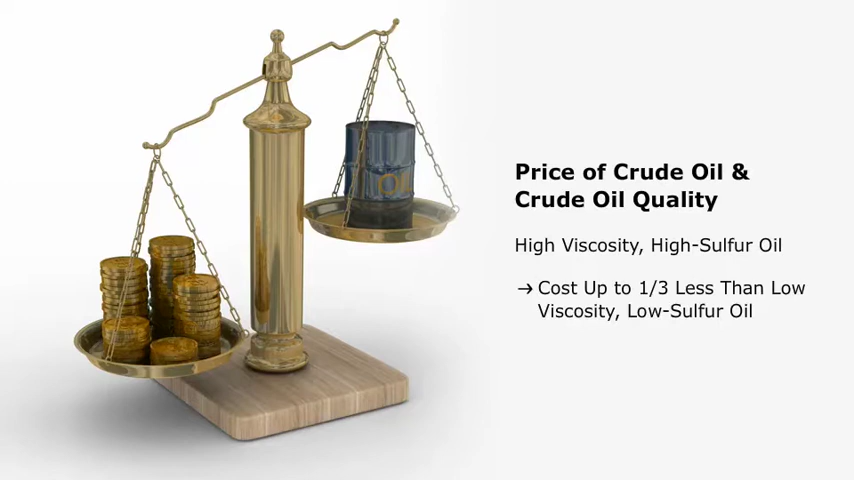 OIL
Price of Crude Oil &
Crude Oil Quality
High Viscosity, High-Sulfur Oil
→ Cost Up to 1/3 Less Than Low
Viscosity, Low-Sulfur Oil